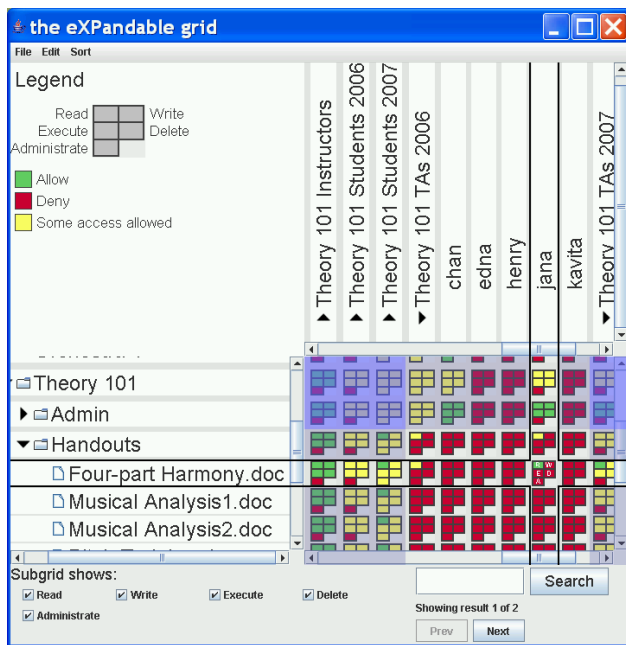 the eXPandable grid
File Edit Sort
Legend
Read Write
Execute Delete
Administrate
Allow
Deny
Some access allowed
Theory 101 Instructors
Theory 101 Students 2006
Theory 101 Students 2007
Theory 101 TAs 2006
chan
edna
henry
jana
kavita
Theory 101 TAs 2007
Theory 101
Admin
Handouts
Four-part Harmony.doc
R W
E D
A
Musical Analysis1.doc
Musical Analysis2.doc
Subgrid shows:
Read Write Execute Delete
Administrate
Search
Showing result 1 of 2
Prev Next